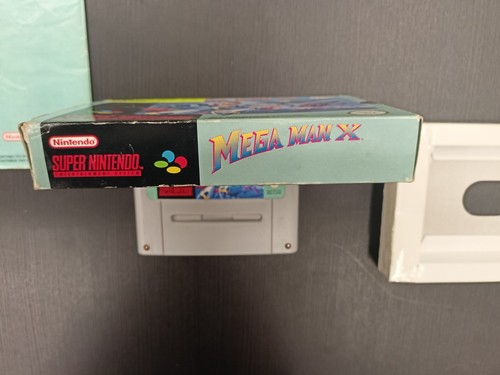 Nintendo
SUPER NINTENDO
ENTERTAINMENT SYSTEM
MEGA MAN X